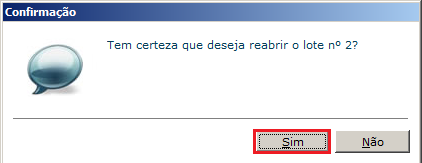 Confirmação
Tem certeza que deseja reabrir o lote nº 2?
Sim
Não